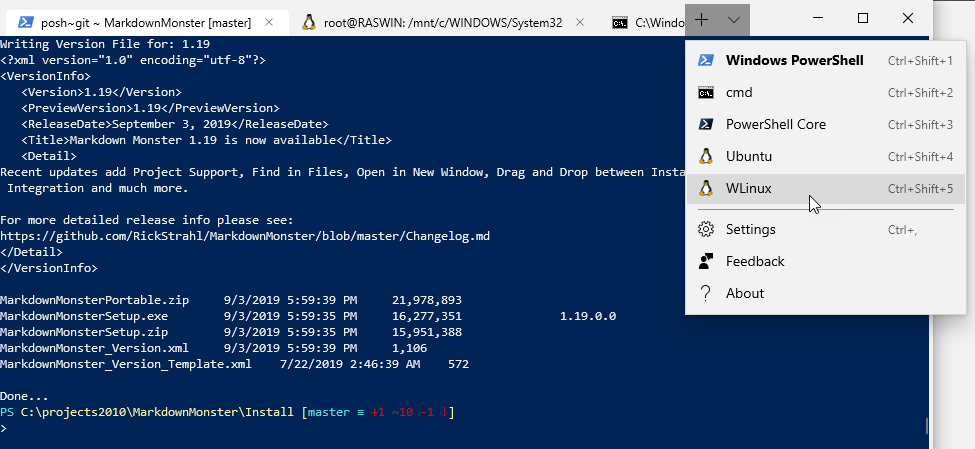 posh~git ~ MarkdownMonster [master]
root@RASWIN: /mnt/c/WINDOWS/System32
C:\Windo
Writing Version File for: 1.19
<?xml version="1.0" encoding="utf-8"?>
<VersionInfo>
<Version>1.19</Version>
<PreviewVersion>1.19</PreviewVersion>
<ReleaseDate>September 3, 2019</ReleaseDate>
<Title>Markdown Monster 1.19 is now available</Title>
<Detail>
Recent updates add Project Support, Find in Files, Open in New Window, Drag and Drop between Insta
Integration and much more.
For more detailed release info please see:
https://github.com/RickStrahl/MarkdownMonster/blob/master/Changelog.md
</Detail>
</VersionInfo>
MarkdownMonsterPortable.zip 9/3/2019 5:59:39 PM 21,978,893
MarkdownMonsterSetup.exe 9/3/2019 5:59:35 PM 16,277,351 1.19.0.0
MarkdownMonsterSetup.zip 9/3/2019 5:59:35 PM 15,951,388
MarkdownMonster_Version.xml 9/3/2019 5:59:39 PM 1,106
MarkdownMonster_Version_Template.xml 7/22/2019 2:46:39 AM 572
Done...
PS C:\projects2010\MarkdownMonster\Install [master ≡ +1 ~10 -1 !]
>
Windows PowerShell Ctrl+Shift+1
cmd Ctrl+Shift+2
PowerShell Core Ctrl+Shift+3
Ubuntu Ctrl+Shift+4
WLinux Ctrl+Shift+5
Settings Ctrl+,
Feedback
About